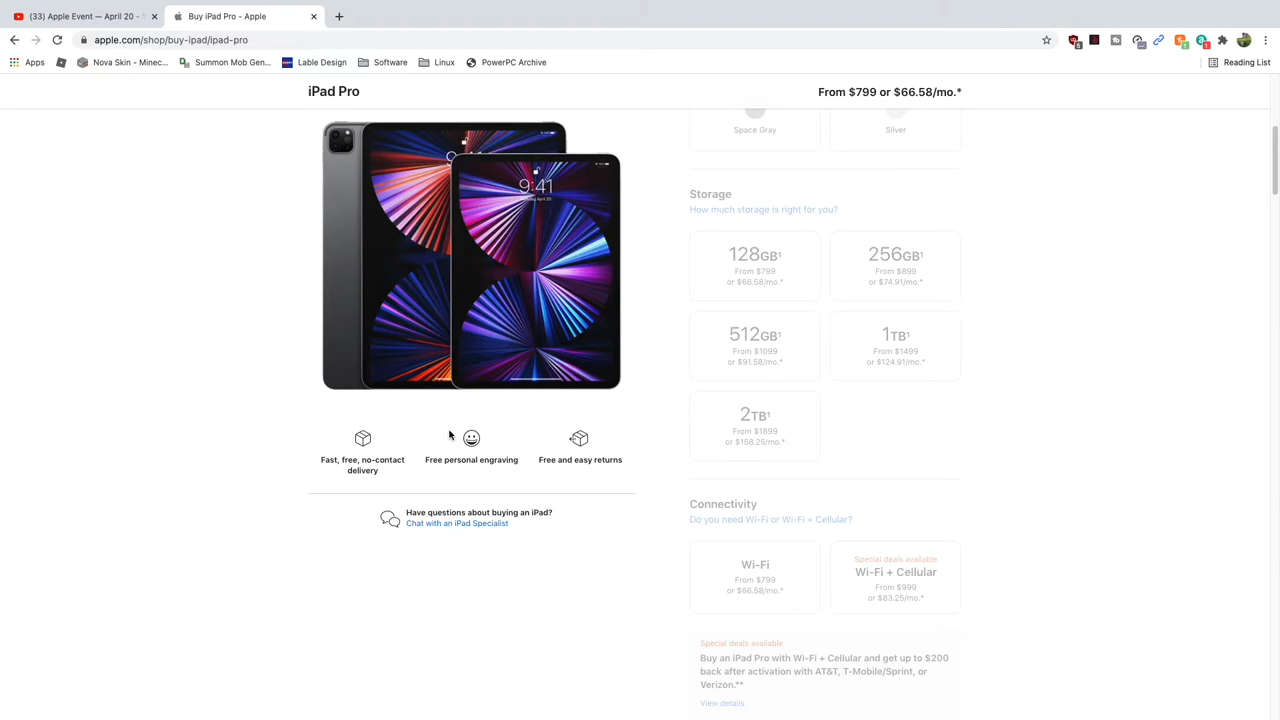 (33) Apple Event — April 20 -
Buy iPad Pro - Apple
apple.com/shop/buy-ipad/ipad-pro
Apps
Nova Skin - Minec...
Summon Mob Gen...
Lable Design
Software
Linux
PowerPC Archive
Reading List
iPad Pro
From $799 or $66.58/mo.*
Space Gray
Silver
9:41
Storage
How much storage is right for you?
128GB¹
From $799
or $66.58/mo.*
256GB¹
From $899
or $74.91/mo.*
512GB¹
From $1099
or $91.58/mo.*
1TB¹
From $1499
or $124.91/mo.*
2TB¹
From $1899
or $158.25/mo.*
Fast, free, no-contact
delivery
Free personal engraving
Free and easy returns
Have questions about buying an iPad?
Chat with an iPad Specialist
Connectivity
Do you need Wi-Fi or Wi-Fi + Cellular?
Wi-Fi
From $799
or $66.58/mo.*
Special deals available
Wi-Fi + Cellular
From $999
or $83.25/mo.*
Special deals available
Buy an iPad Pro with Wi-Fi + Cellular and get up to $200
back after activation with AT&T, T-Mobile/Sprint, or
Verizon.**
View details